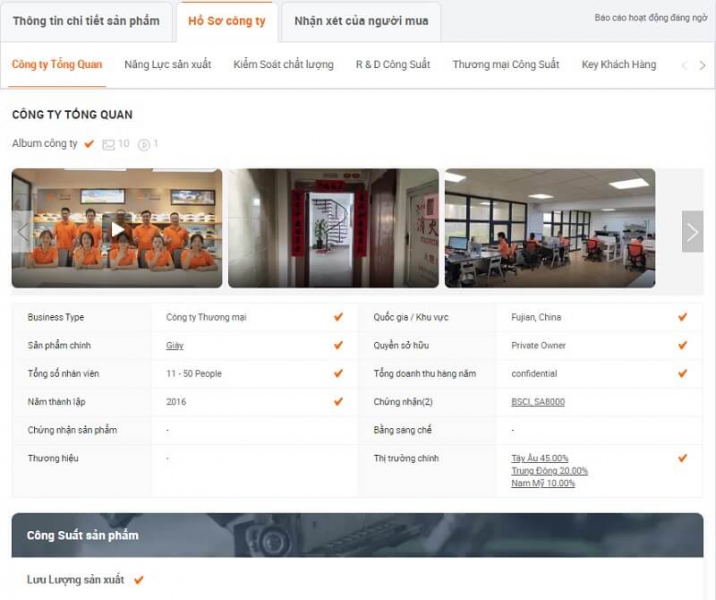 Thông tin chi tiết sản phẩm
Hồ Sơ công ty
Nhận xét của người mua
Báo cáo hoạt động đáng ngờ
Công ty Tổng Quan
Năng Lực sản xuất
Kiểm Soát chất lượng
R & D Công Suất
Thương mại Công Suất
Key Khách Hàng
CÔNG TY TỔNG QUAN
Album công ty 10 1
Business Type Công ty Thương mại Quốc gia / Khu vực Fujian, China
Sản phẩm chính Giày Quyền sở hữu Private Owner
Tổng số nhân viên 11 - 50 People Tổng doanh thu hàng năm confidential
Năm thành lập 2016 Chứng nhận(2) BSCI, SA8000
Chứng nhận sản phẩm - Bằng sáng chế -
Thương hiệu - Thị trường chính Tây Âu 45.00%
Trung Đông 20.00%
Nam Mỹ 10.00%
Công Suất sản phẩm
Lưu Lượng sản xuất